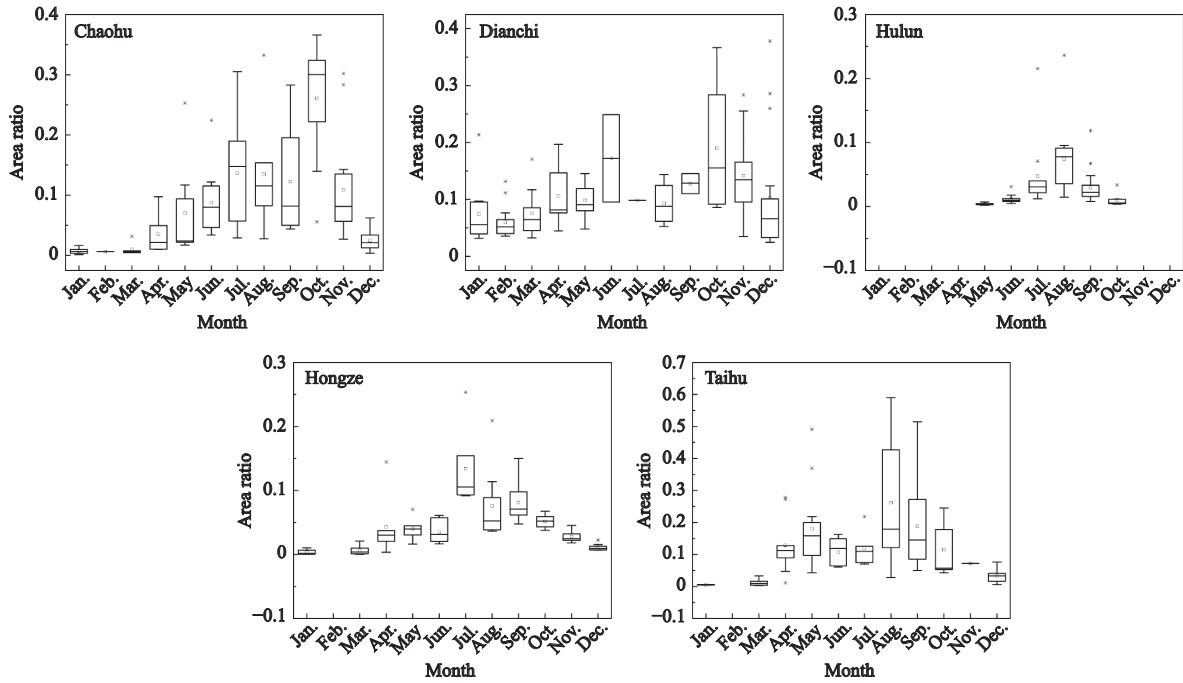 Chaohu
0.4
0.3
0.2
0.1
0
Area ratio
Jan. Feb. Mar. Apr. May Jun. Jul. Aug. Sep. Oct. Nov. Dec.
Month
Dianchi
0.4
0.3
0.2
0.1
0
Area ratio
Jan. Feb. Mar. Apr. May Jun. Jul. Aug. Sep. Oct. Nov. Dec.
Month
Hulun
0.3
0.2
0.1
0
−0.1
Area ratio
Jan. Feb. Mar. Apr. May Jun. Jul. Aug. Sep. Oct. Nov. Dec.
Month
Hongze
0.3
0.2
0.1
0
−0.1
Area ratio
Jan. Feb. Mar. Apr. May Jun. Jul. Aug. Sep. Oct. Nov. Dec.
Month
Taihu
0.7
0.6
0.5
0.4
0.3
0.2
0.1
0
−0.1
Area ratio
Jan. Feb. Mar. Apr. May Jun. Jul. Aug. Sep. Oct. Nov. Dec.
Month